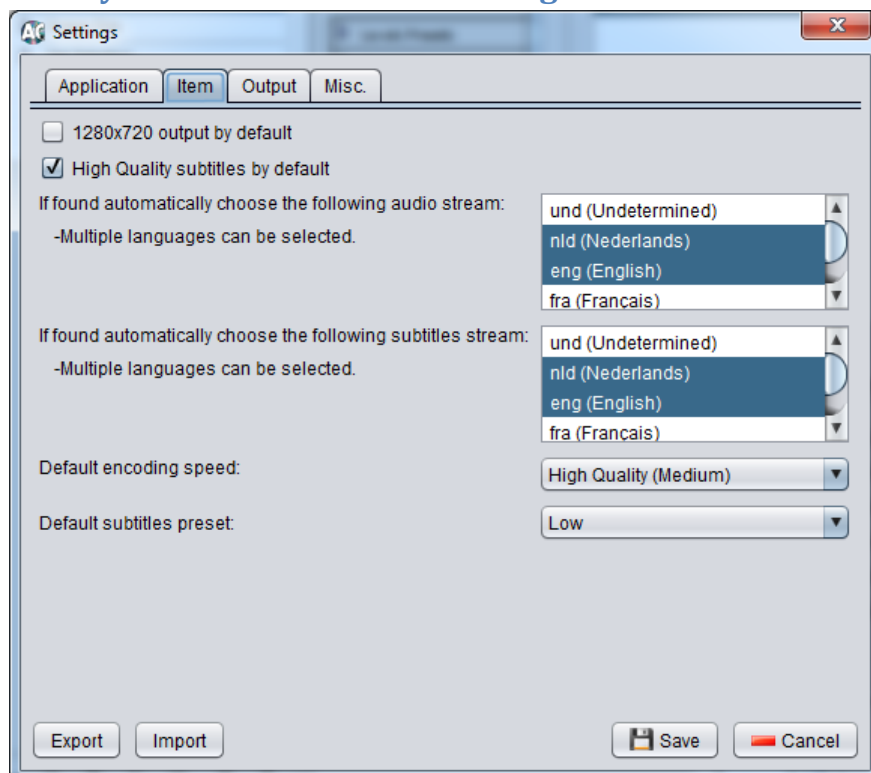 Settings
Application Item Output Misc.
1280x720 output by default
High Quality subtitles by default
If found automatically choose the following audio stream:
-Multiple languages can be selected.
und (Undetermined)
nld (Nederlands)
eng (English)
fra (Français)
If found automatically choose the following subtitles stream:
-Multiple languages can be selected.
und (Undetermined)
nld (Nederlands)
eng (English)
fra (Français)
Default encoding speed:
High Quality (Medium)
Default subtitles preset:
Low
Export Import Save Cancel